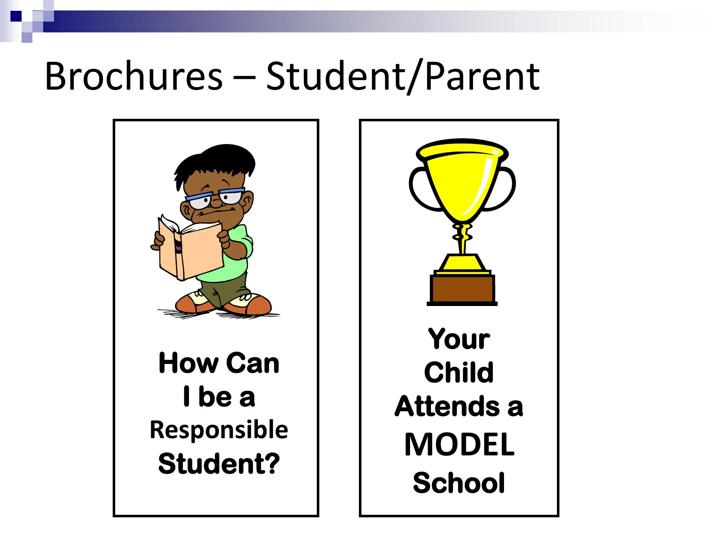 Brochures – Student/Parent
How Can
I be a
Responsible
Student?
Your
Child
Attends a
MODEL
School